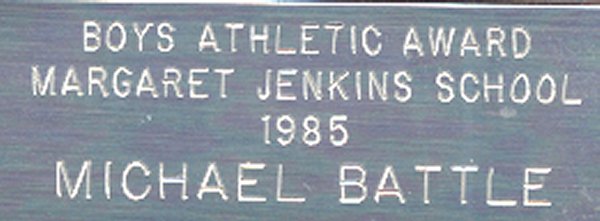 BOYS ATHLETIC AWARD
MARGARET JENKINS SCHOOL
1985
MICHAEL BATTLE